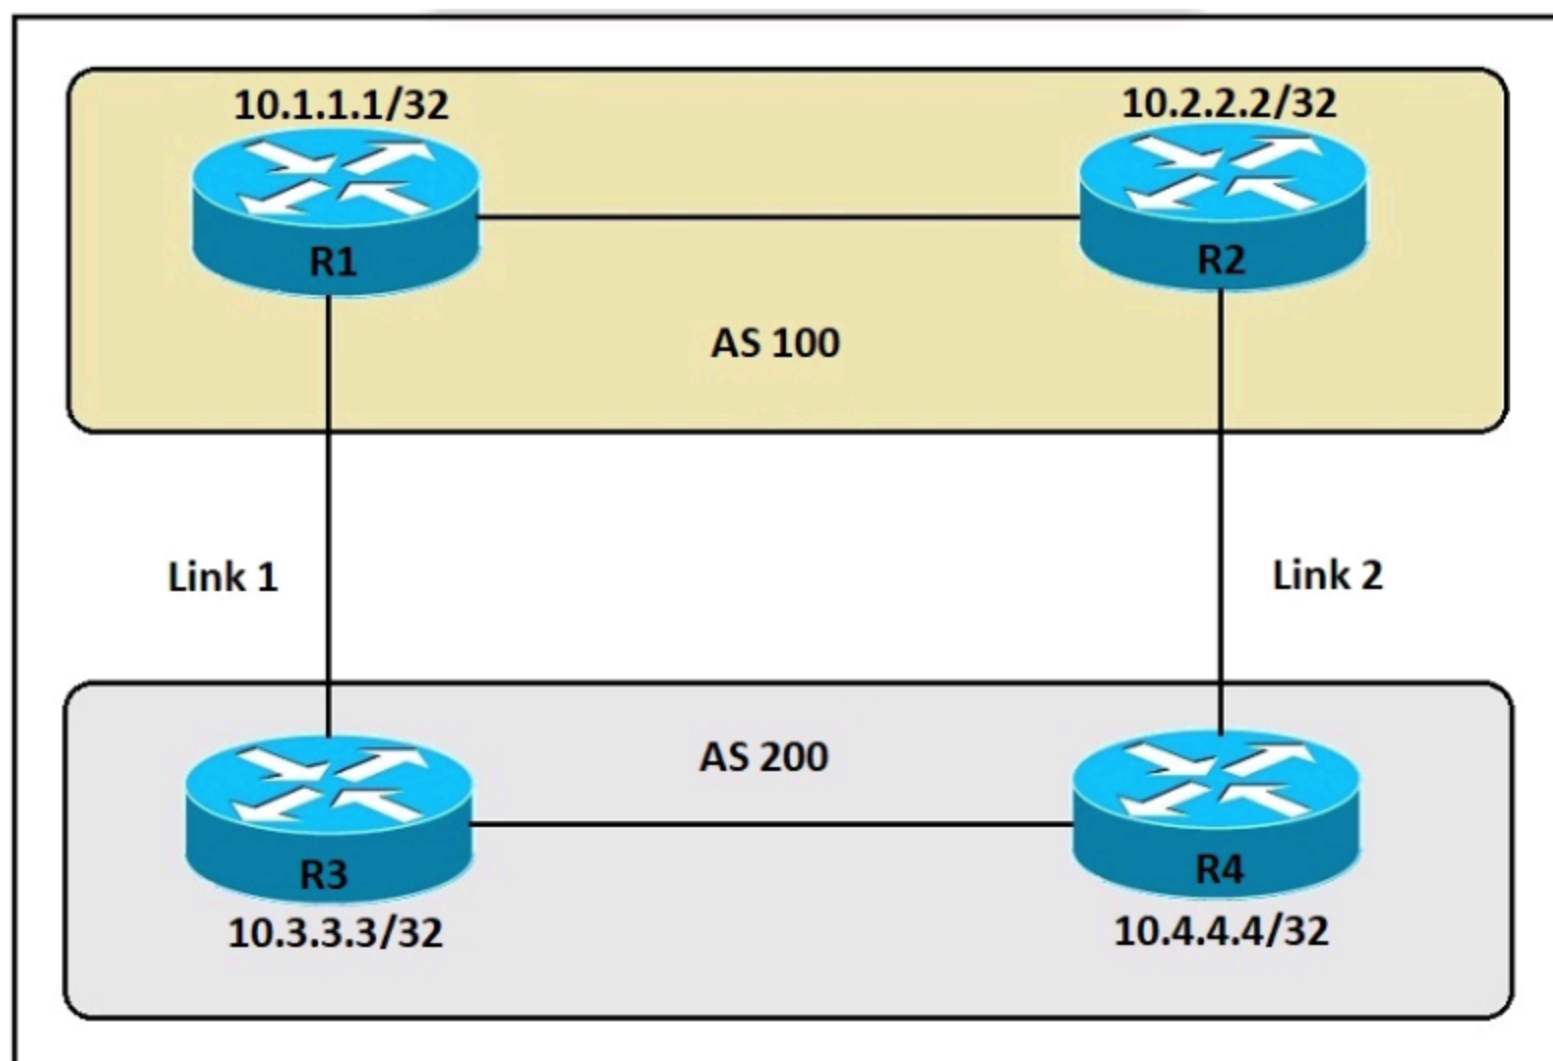 10.1.1.1/32
10.2.2.2/32
R1
R2
AS 100
Link 1
Link 2
AS 200
R3
R4
10.3.3.3/32
10.4.4.4/32